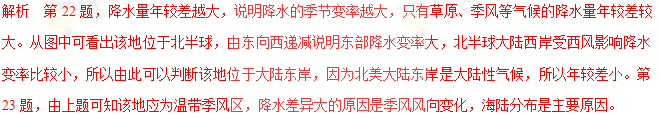 解析　第 22 题，降水量年较差越大，说明降水的季节变率越大，只有草原、季风等气候的降水量年较差较
大。从图中可看出该地位于北半球，由东向西递减说明东部降水变率大，北半球大陆西岸受西风影响降水
变率比较小，所以由此可以判断该地位于大陆东岸，因为北美大陆东岸是大陆性气候，所以年较差小。第
23 题，由上题可知该地应为温带季风区，降水差异大的原因是季风风向变化，海陆分布是主要原因。